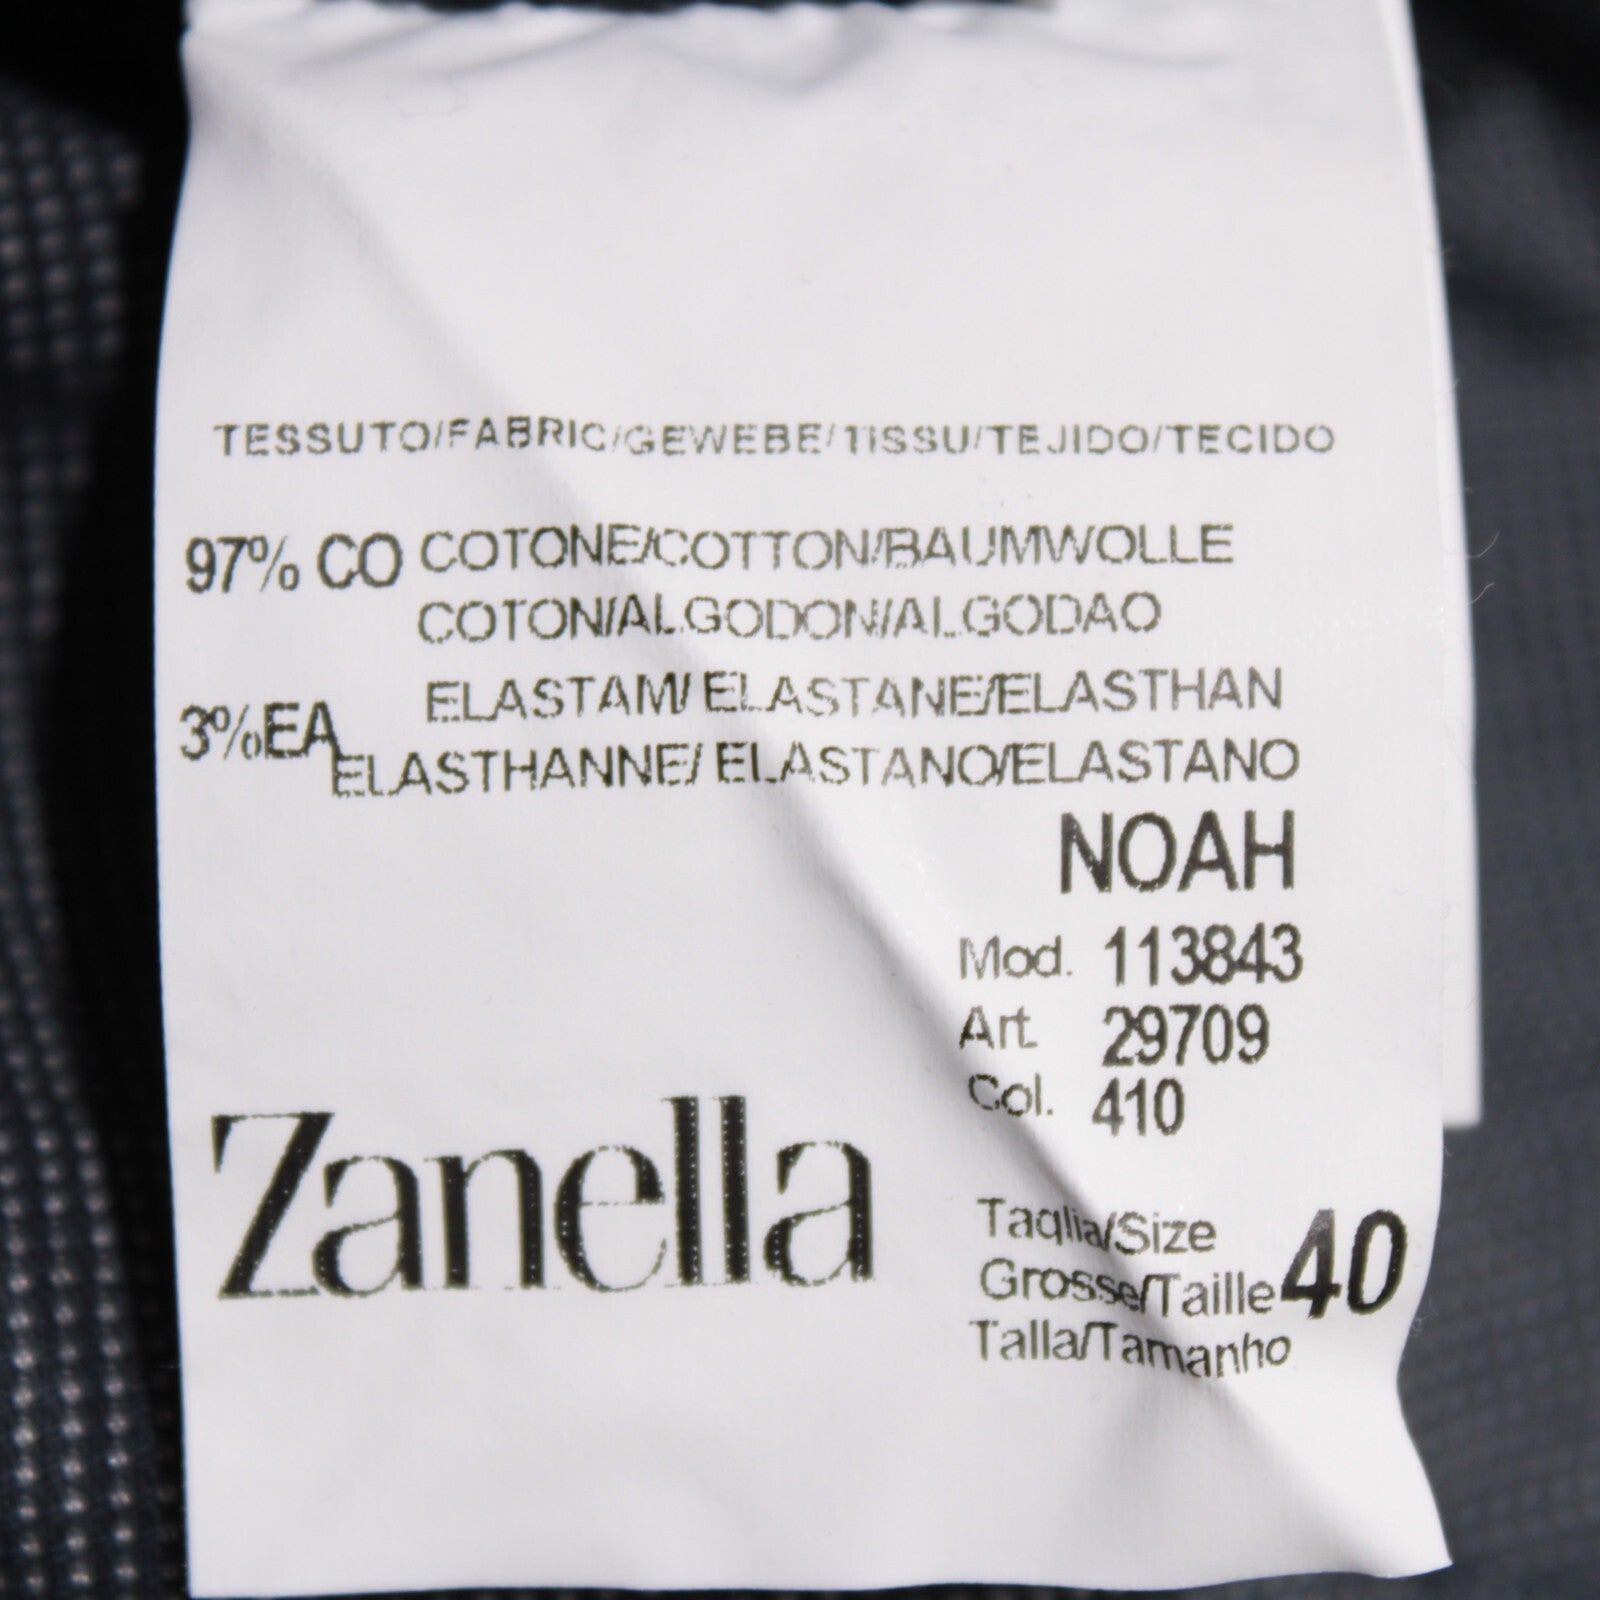 TESSUTO/FABRIC/GEWEBE/TISSU/TEJIDO/TECIDO
97% CO COTONE/COTTON/BAUMWOLLE
COTON/ALGODON/ALGODAO
3%EA ELASTAM/ ELASTANE/ELASTHAN
ELASTHANNE/ ELASTANO/ELASTANO
NOAH
Mod. 113843
Art. 29709
Col. 410
Zanella
Taglia/Size
Grosse/Taille 40
Talla/Tamanho